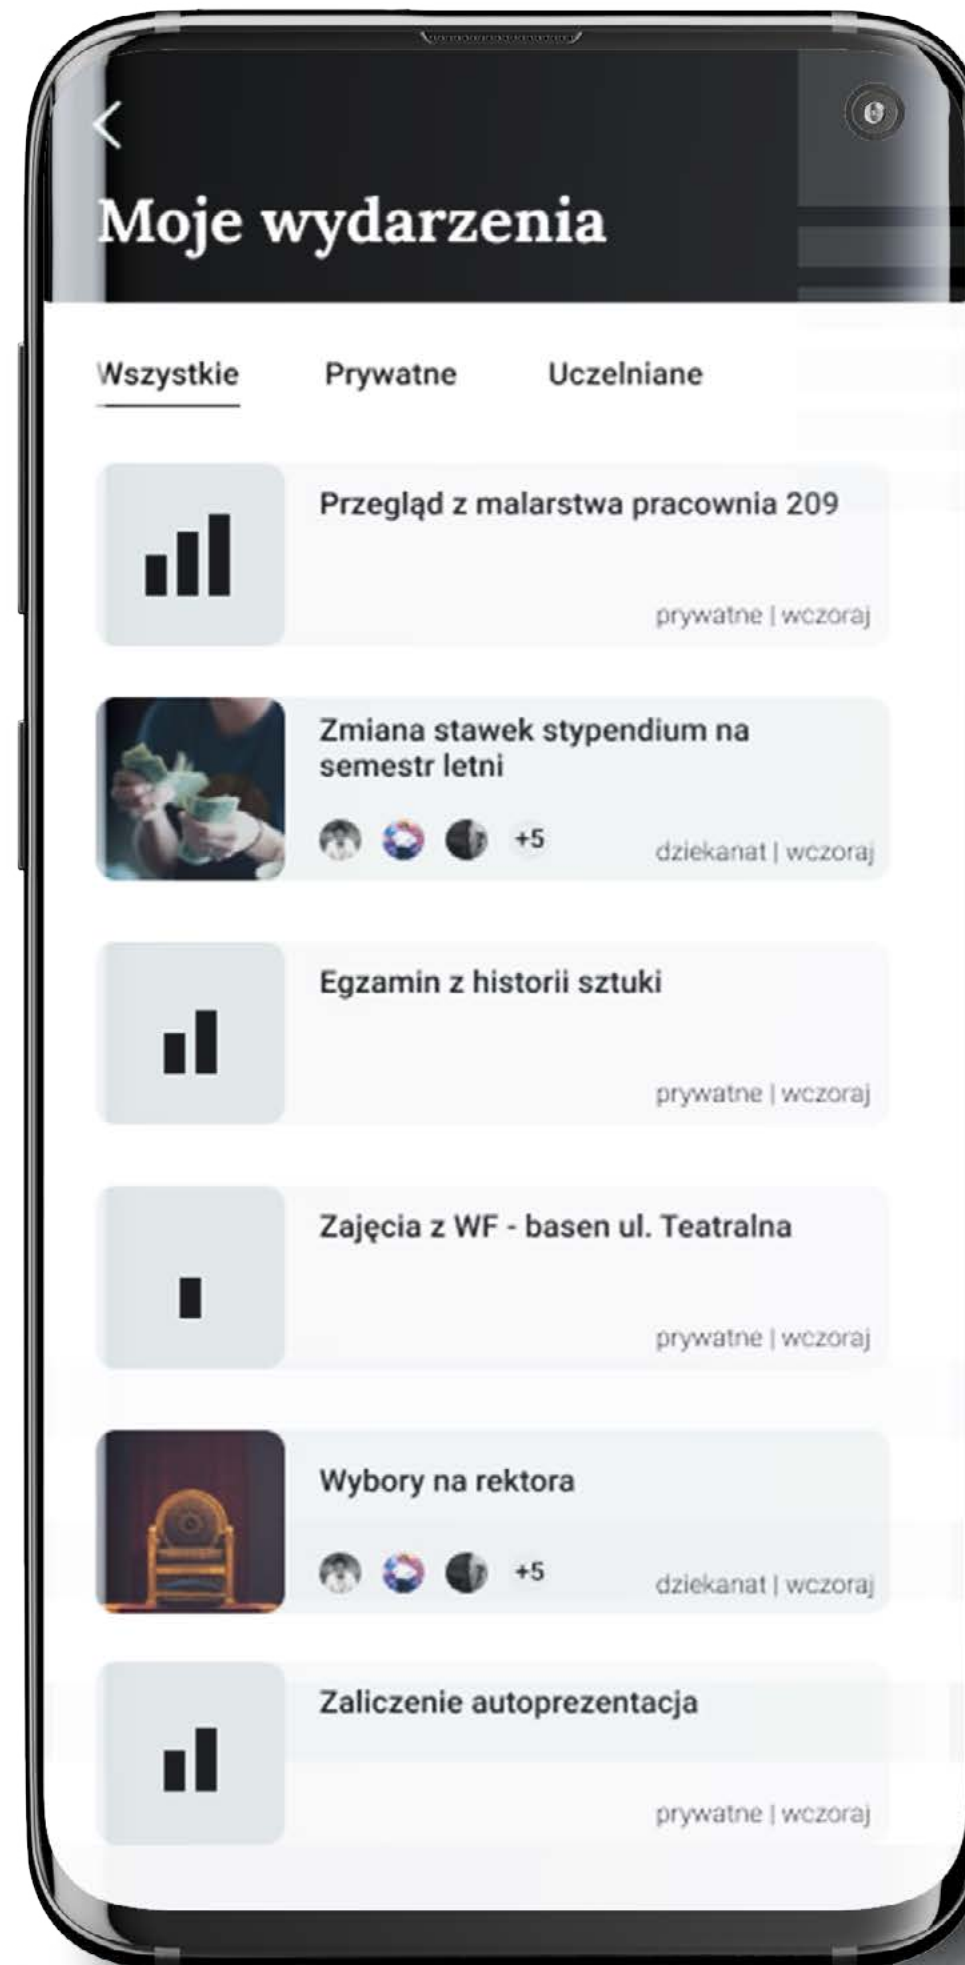 Moje wydarzenia
Wszystkie Prywatne Uczelniane
Przegląd z malarstwa pracownia 209
prywatne | wczoraj
Zmiana stawek stypendium na
semestr letni
+5 dziekanat | wczoraj
Egzamin z historii sztuki
prywatne | wczoraj
Zajęcia z WF - basen ul. Teatralna
prywatne | wczoraj
Wybory na rektora
+5 dziekanat | wczoraj
Zaliczenie autoprezentacja
prywatne | wczoraj